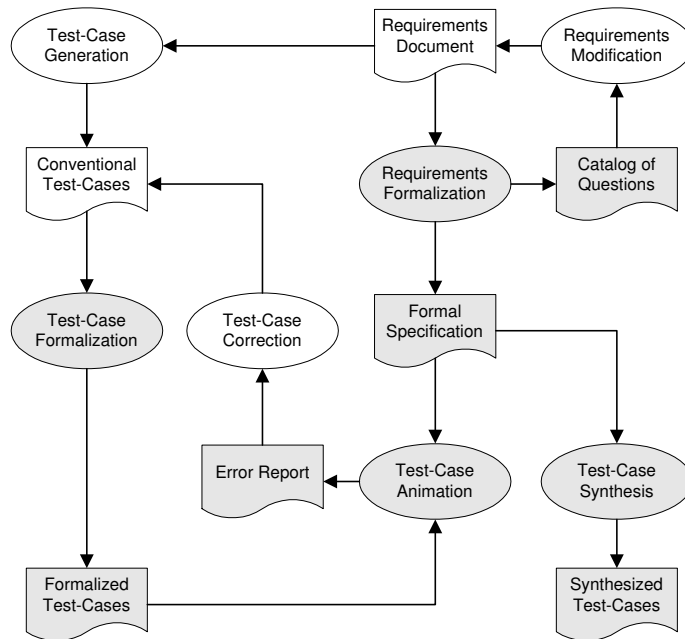 Test-Case
Generation
Requirements
Document
Requirements
Modification
Conventional
Test-Cases
Requirements
Formalization
Catalog of
Questions
Test-Case
Formalization
Test-Case
Correction
Formal
Specification
Error Report
Test-Case
Animation
Test-Case
Synthesis
Formalized
Test-Cases
Synthesized
Test-Cases